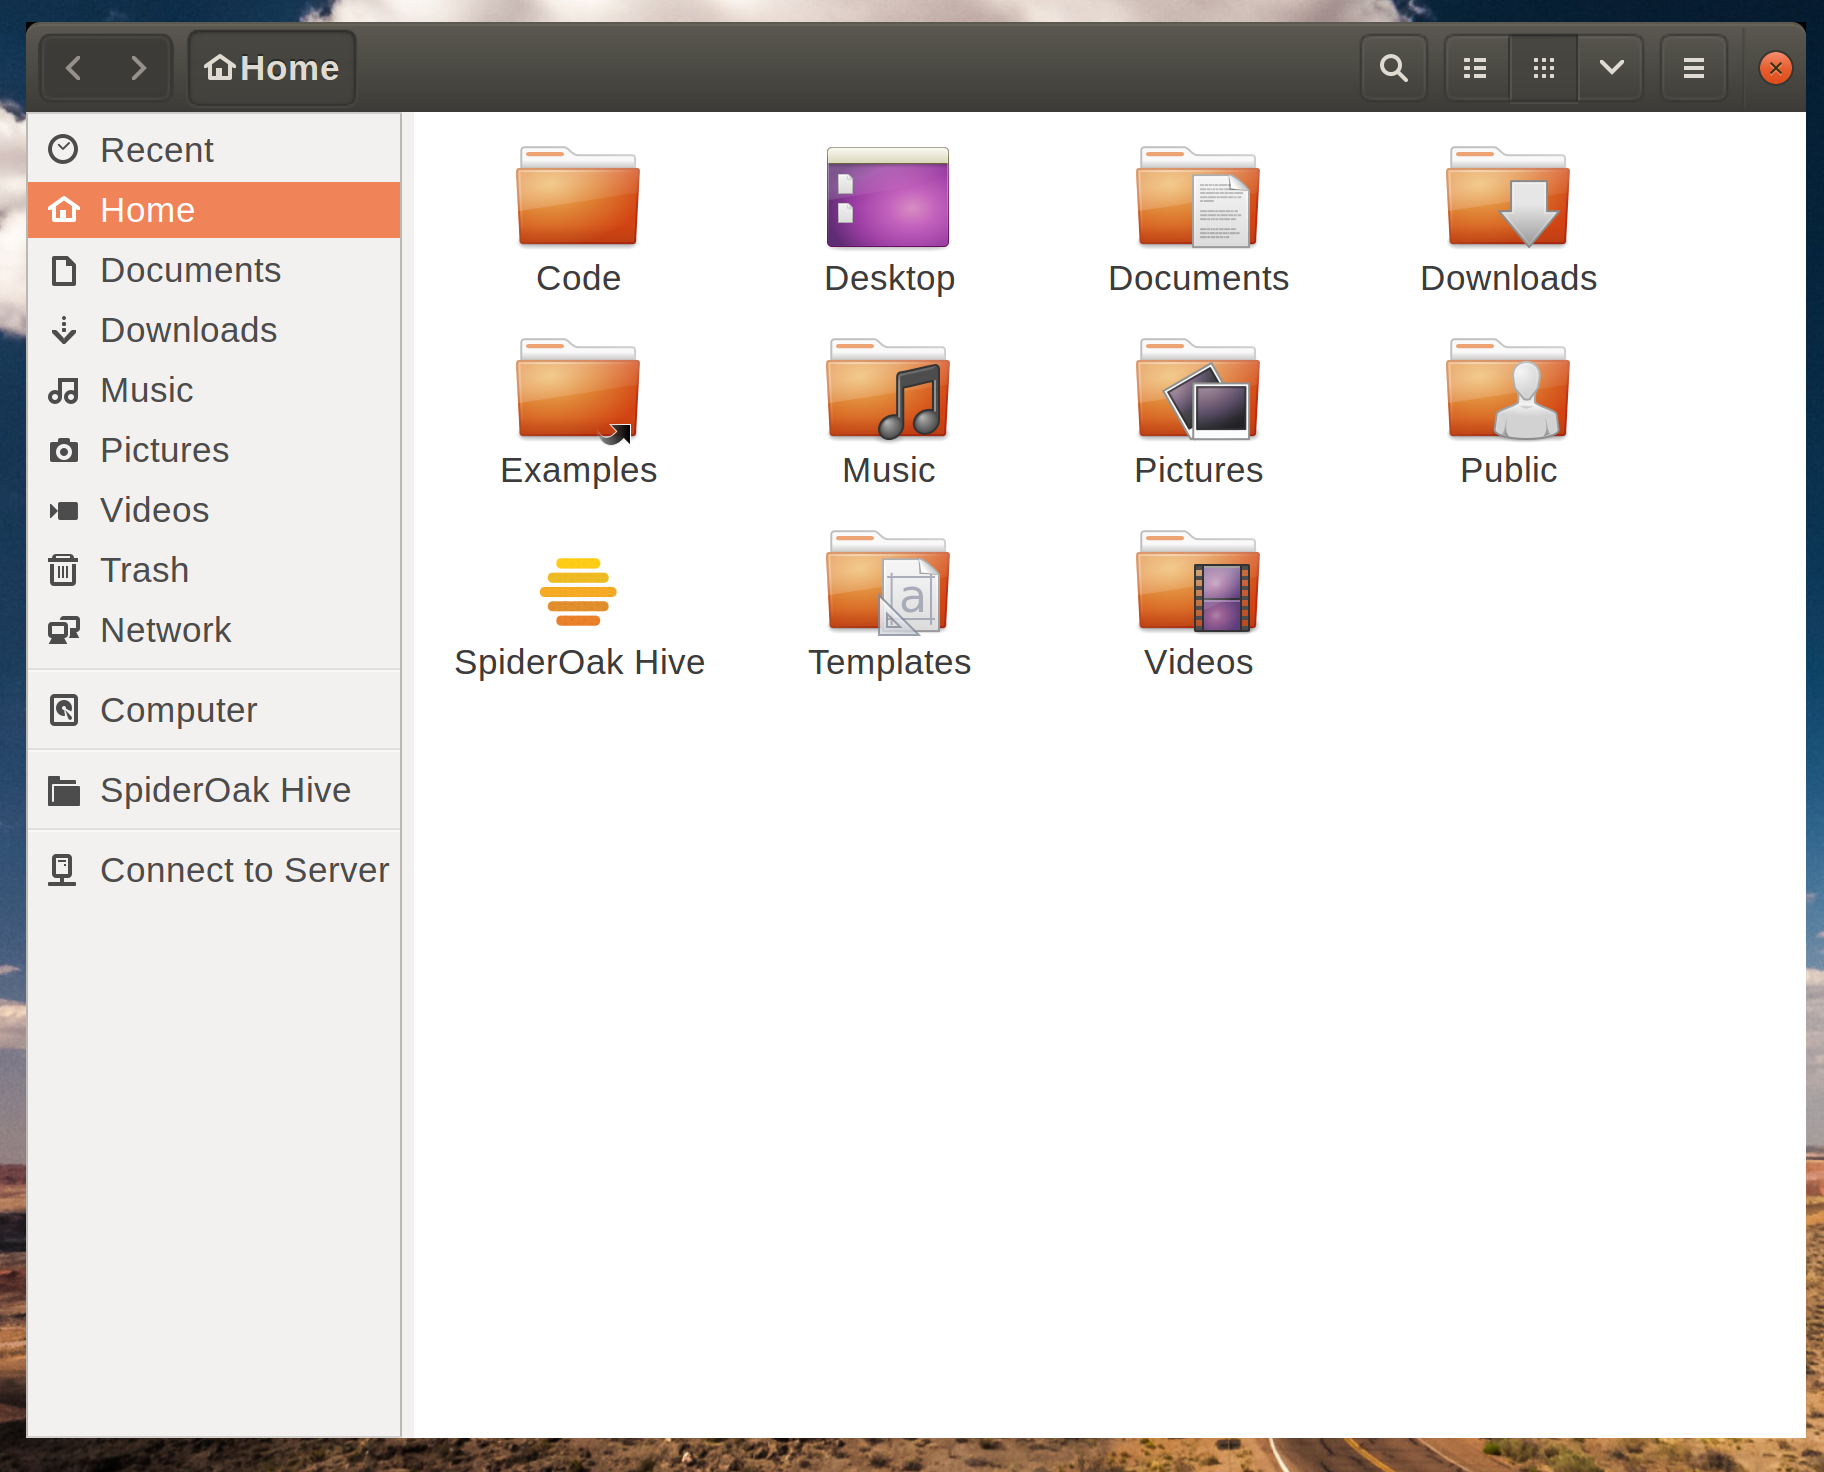 Home
Recent
Home
Documents
Downloads
Music
Pictures
Videos
Trash
Network
Computer
SpiderOak Hive
Connect to Server
Code
Desktop
Documents
Downloads
Examples
Music
Pictures
Public
SpiderOak Hive
a
Templates
Videos